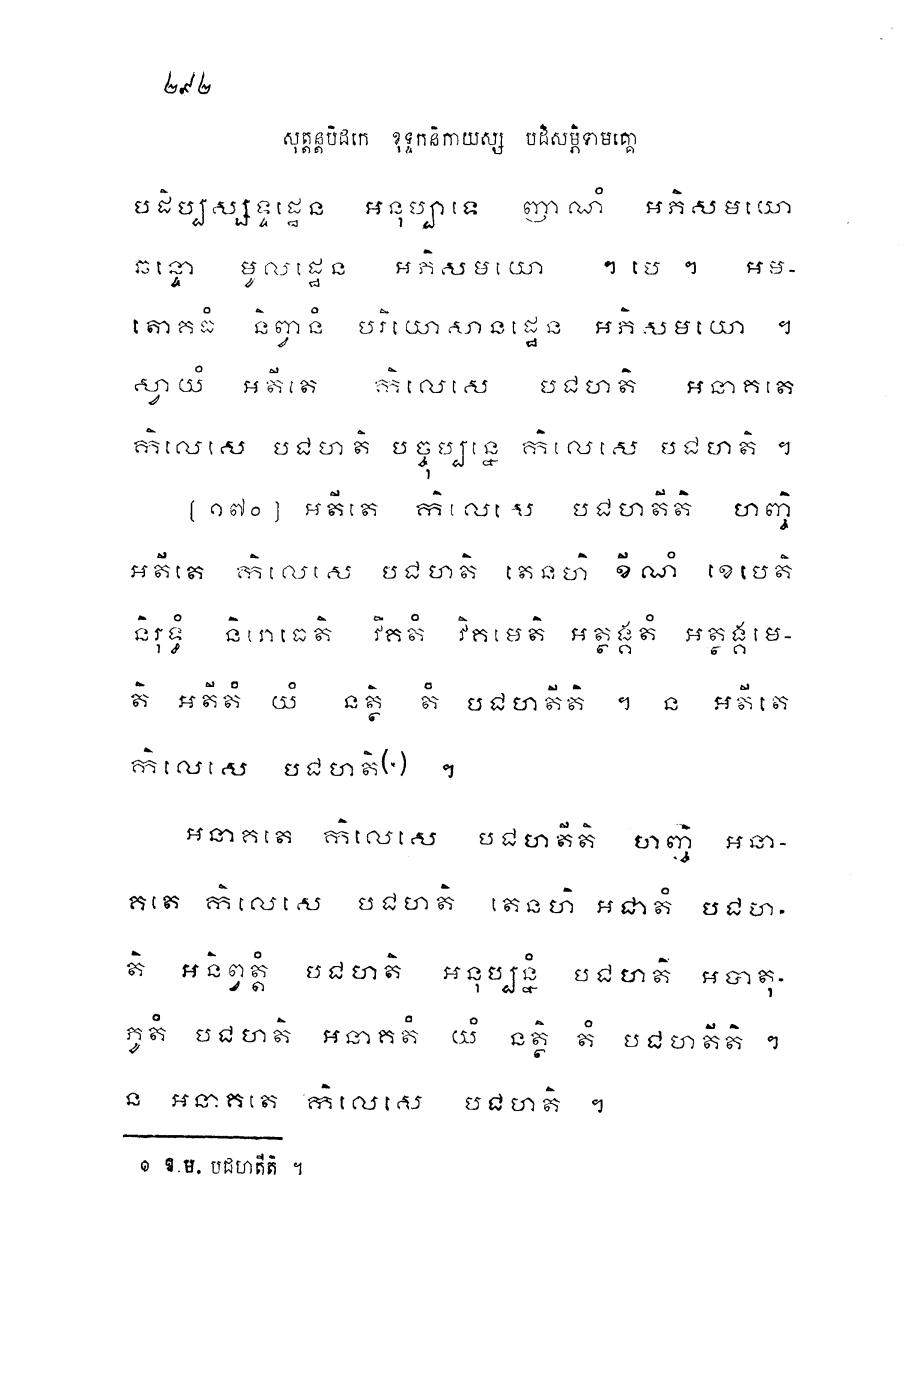 ២៩២
សុត្តន្តបិដកេ ខុទ្ទកនិកាយស្ស បដិសម្ភិទាមគ្គោ
បដិប្បស្សទ្ធដ្ឋេន អនុប្បាទេ ញាណំ អភិសមយោ
ឆន្ទោ មូលដ្ឋេន អភិសមយោ ។ បេ ។ អម-
តោគធំ និព្វានំ បរិយោសានដ្ឋេន អភិសមយោ ។
ស្វាយំ អតីតេ កិលេសេ បជហាតិ អនាគតេ
កិលេសេ បជហាតិ បច្ចុប្បន្នេ កិលេសេ បជហាតិ ។
[ ១៧០ ] អតីតេ កិលេសេ បជហាតីតិ ហញ្ចិ
អតីតេ កិលេសេ បជហាតិ តេនហិ ខីណំ ខេបេតិ
និរុទ្ធំ និរោធេតិ វិគតំ វិគមេតិ អត្ថង្គតំ អត្ថង្គមេ-
តិ អតីតំ យំ នត្ថិ តំ បជហាតីតិ ។ ន អតីតេ
កិលេសេ បជហាតិ(១) ។
អនាគតេ កិលេសេ បជហាតីតិ ហញ្ចិ អនា-
គតេ កិលេសេ បជហាតិ តេនហិ អជាតំ បជហា-
តិ អនិព្វត្តំ បជហាតិ អនុប្បន្នំ បជហាតិ អបាតុ-
ភូតំ បជហាតិ អនាគតំ យំ នត្ថិ តំ បជហាតីតិ ។
ន អនាគតេ កិលេសេ បជហាតិ ។
១ ឱ.ម. បជហាតីតិ ។